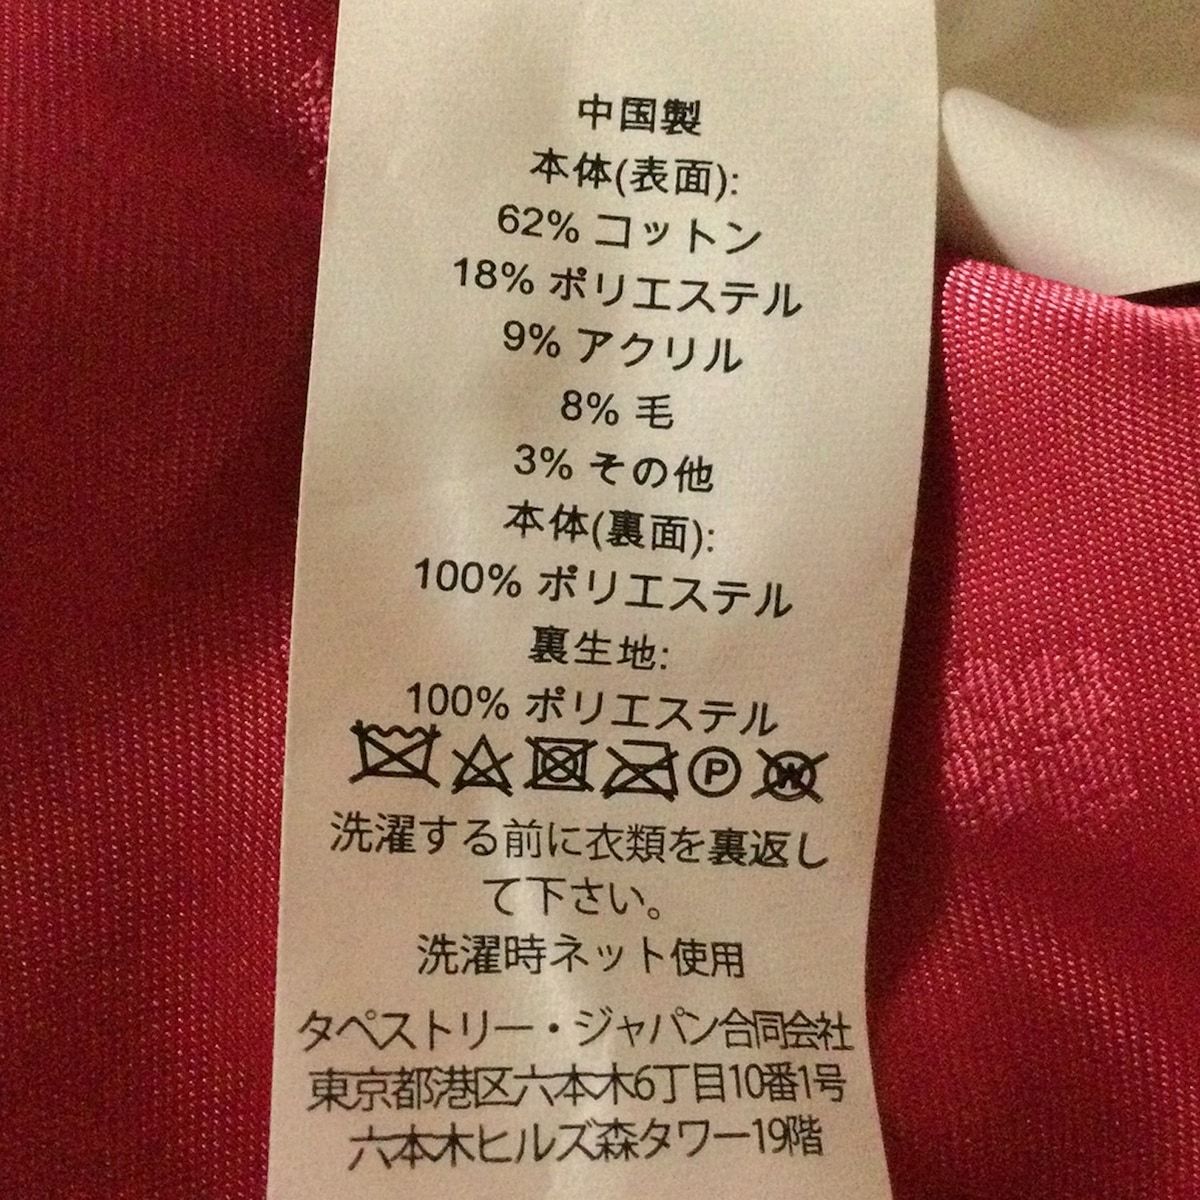 中国製
本体(表面):
62% コットン
18% ポリエステル
9% アクリル
8% 毛
3% その他
本体(裏面):
100% ポリエステル
裏生地:
100% ポリエステル
P W
洗濯する前に衣類を裏返し
て下さい。
洗濯時ネット使用
タペストリー・ジャパン合同会社
東京都港区六本木6丁目10番1号
六本木ヒルズ森タワー19階